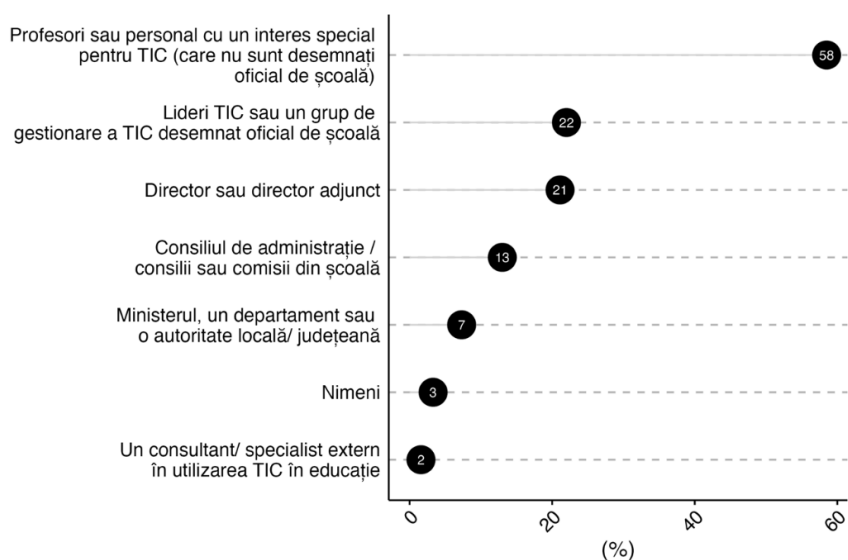 Profesori sau personal cu un interes special
pentru TIC (care nu sunt desemnați
oficial de școală)
58
Lideri TIC sau un grup de
gestionare a TIC desemnat oficial de școală
22
Director sau director adjunct
21
Consiliul de administrație /
consilii sau comisii din școală
13
Ministerul, un departament sau
o autoritate locală/ județeană
7
Nimeni
3
Un consultant/ specialist extern
în utilizarea TIC în educație
2
0
20
40
60
(%)